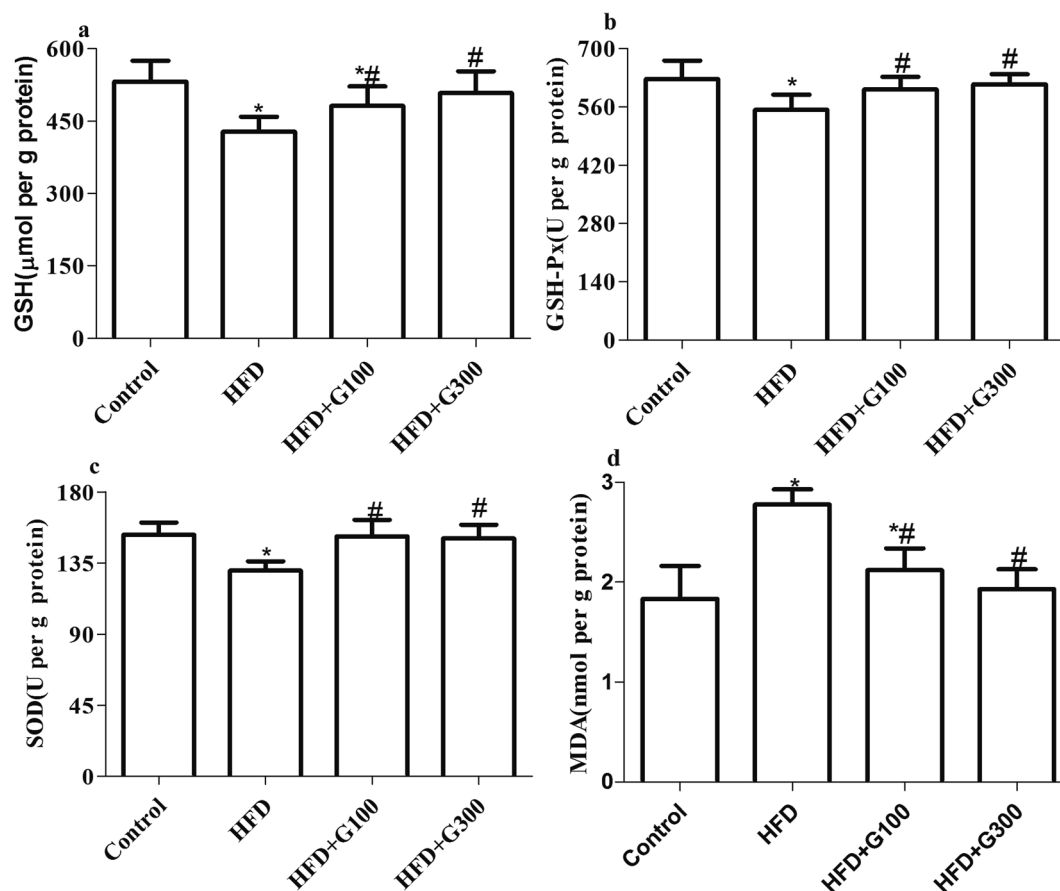 a
GSH(μmol per g protein)
600
450
300
150
0
*
*#
#
Control
HFD
HFD+G100
HFD+G300
b
GSH-Px(U per g protein)
700
560
420
280
140
0
*
#
#
Control
HFD
HFD+G100
HFD+G300
c
SOD(U per g protein)
180
135
90
45
0
*
#
#
Control
HFD
HFD+G100
HFD+G300
d
MDA(nmol per g protein)
3
2
1
0
*
*#
#
Control
HFD
HFD+G100
HFD+G300